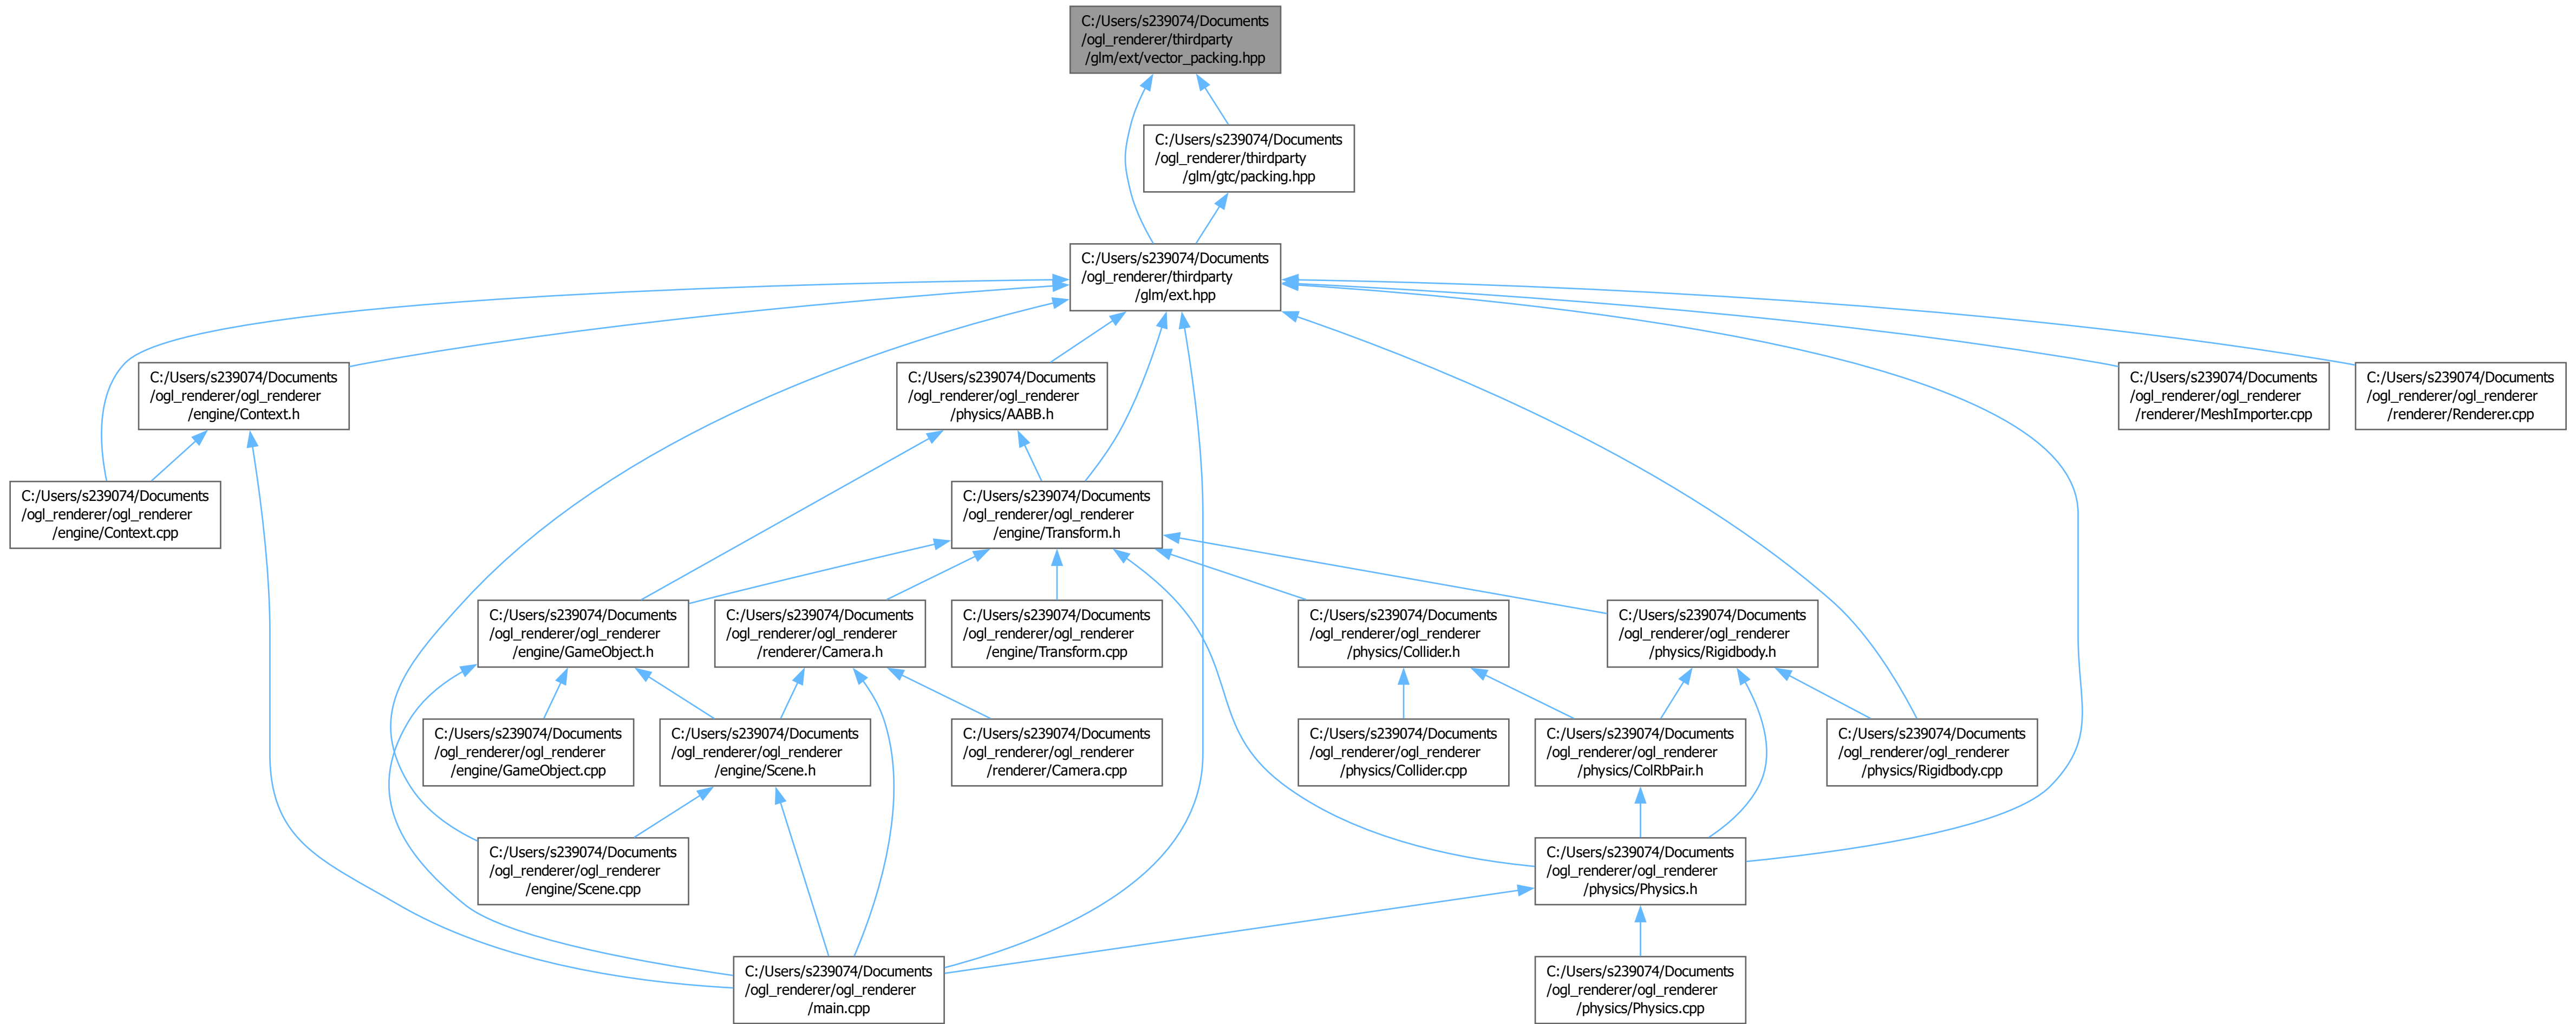 C:/Users/s239074/Documents
/ogl_renderer/thirdparty
/glm/ext/vector_packing.hpp
C:/Users/s239074/Documents
/ogl_renderer/thirdparty
/glm/gtc/packing.hpp
C:/Users/s239074/Documents
/ogl_renderer/thirdparty
/glm/ext.hpp
C:/Users/s239074/Documents
/ogl_renderer/ogl_renderer
/engine/Context.h
C:/Users/s239074/Documents
/ogl_renderer/ogl_renderer
/physics/AABB.h
C:/Users/s239074/Documents
/ogl_renderer/ogl_renderer
/renderer/MeshImporter.cpp
C:/Users/s239074/Documents
/ogl_renderer/ogl_renderer
/renderer/Renderer.cpp
C:/Users/s239074/Documents
/ogl_renderer/ogl_renderer
/engine/Context.cpp
C:/Users/s239074/Documents
/ogl_renderer/ogl_renderer
/engine/Transform.h
C:/Users/s239074/Documents
/ogl_renderer/ogl_renderer
/engine/GameObject.h
C:/Users/s239074/Documents
/ogl_renderer/ogl_renderer
/renderer/Camera.h
C:/Users/s239074/Documents
/ogl_renderer/ogl_renderer
/engine/Transform.cpp
C:/Users/s239074/Documents
/ogl_renderer/ogl_renderer
/physics/Collider.h
C:/Users/s239074/Documents
/ogl_renderer/ogl_renderer
/physics/Rigidbody.h
C:/Users/s239074/Documents
/ogl_renderer/ogl_renderer
/engine/GameObject.cpp
C:/Users/s239074/Documents
/ogl_renderer/ogl_renderer
/engine/Scene.h
C:/Users/s239074/Documents
/ogl_renderer/ogl_renderer
/renderer/Camera.cpp
C:/Users/s239074/Documents
/ogl_renderer/ogl_renderer
/physics/Collider.cpp
C:/Users/s239074/Documents
/ogl_renderer/ogl_renderer
/physics/ColRbPair.h
C:/Users/s239074/Documents
/ogl_renderer/ogl_renderer
/physics/Rigidbody.cpp
C:/Users/s239074/Documents
/ogl_renderer/ogl_renderer
/engine/Scene.cpp
C:/Users/s239074/Documents
/ogl_renderer/ogl_renderer
/physics/Physics.h
C:/Users/s239074/Documents
/ogl_renderer/ogl_renderer
/main.cpp
C:/Users/s239074/Documents
/ogl_renderer/ogl_renderer
/physics/Physics.cpp